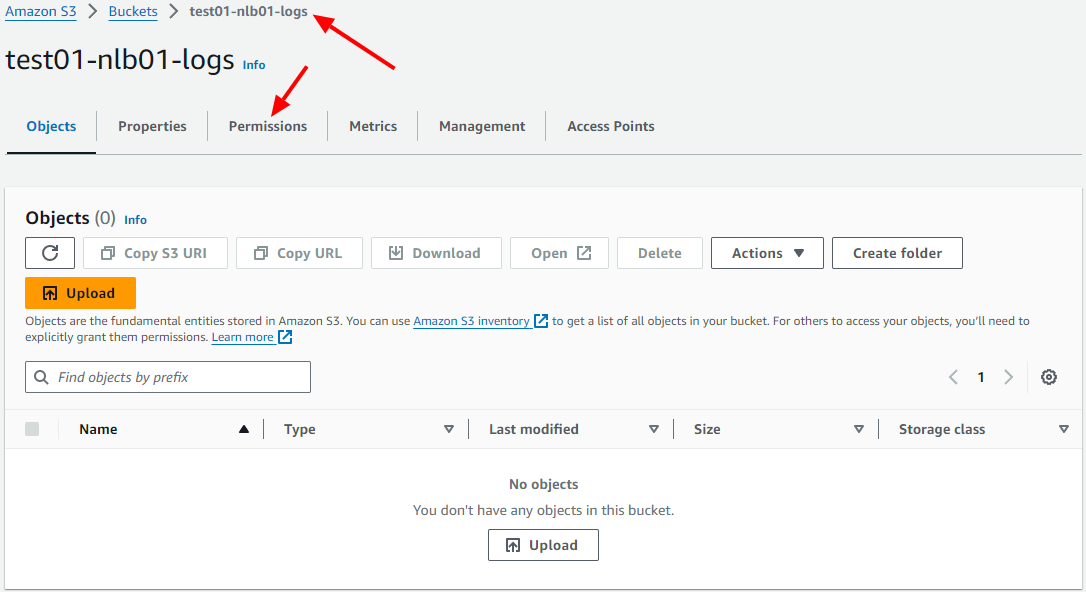 Amazon S3 > Buckets > test01-nlb01-logs
test01-nlb01-logs Info
Objects Properties Permissions Metrics Management Access Points
Objects (0) Info
Copy S3 URI Copy URL Download Open Delete Actions Create folder
Upload
Objects are the fundamental entities stored in Amazon S3. You can use Amazon S3 inventory to get a list of all objects in your bucket. For others to access your objects, you'll need to
explicitly grant them permissions. Learn more
Find objects by prefix 1
Name Type Last modified Size Storage class
No objects
You don't have any objects in this bucket.
Upload